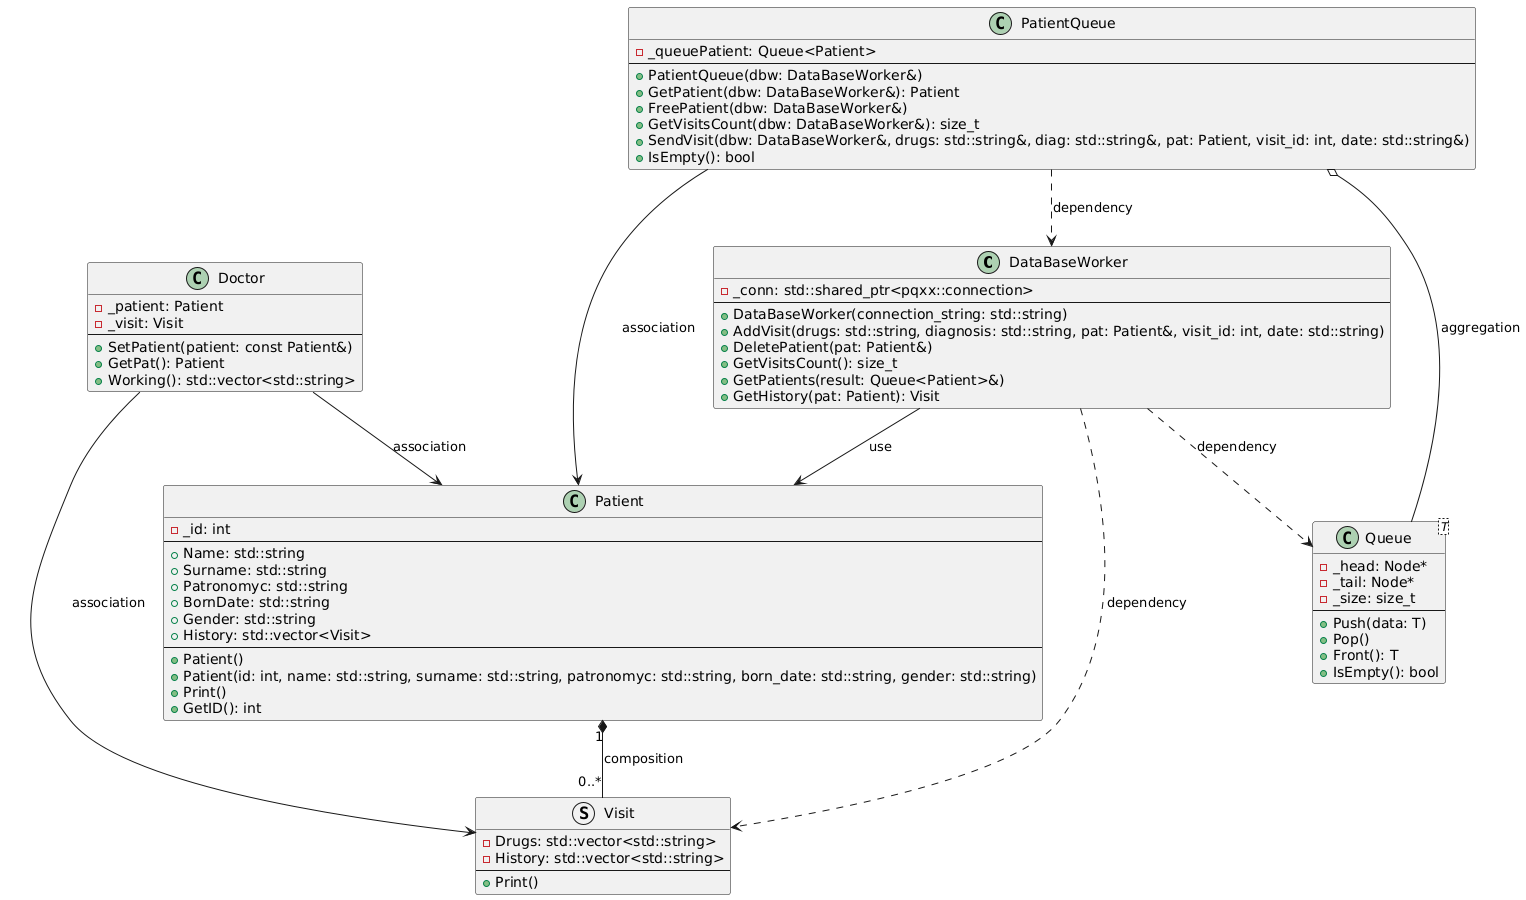 C PatientQueue
_queuePatient: Queue<Patient>
PatientQueue(dbw: DataBaseWorker&)
GetPatient(dbw: DataBaseWorker&): Patient
FreePatient(dbw: DataBaseWorker&)
GetVisitsCount(dbw: DataBaseWorker&): size_t
SendVisit(dbw: DataBaseWorker&, drugs: std::string&, diag: std::string&, pat: Patient, visit_id: int, date: std::string&)
IsEmpty(): bool
dependency
C Doctor
_patient: Patient
_visit: Visit
SetPatient(patient: const Patient&)
GetPat(): Patient
Working(): std::vector<std::string>
C DataBaseWorker
_conn: std::shared_ptr<pqxx::connection>
DataBaseWorker(connection_string: std::string)
AddVisit(drugs: std::string, diagnosis: std::string, pat: Patient&, visit_id: int, date: std::string)
DeletePatient(pat: Patient&)
GetVisitsCount(): size_t
GetPatients(result: Queue<Patient>&)
GetHistory(pat: Patient): Visit
association
aggregation
association
use
dependency
C Patient
_id: int
Name: std::string
Surname: std::string
Patronomyc: std::string
BornDate: std::string
Gender: std::string
History: std::vector<Visit>
Patient()
Patient(id: int, name: std::string, surname: std::string, patronomyc: std::string, born_date: std::string, gender: std::string)
Print()
GetID(): int
C Queue T
_head: Node*
_tail: Node*
_size: size_t
Push(data: T)
Pop()
Front(): T
IsEmpty(): bool
association
dependency
1
composition
0..*
S Visit
Drugs: std::vector<std::string>
History: std::vector<std::string>
Print()